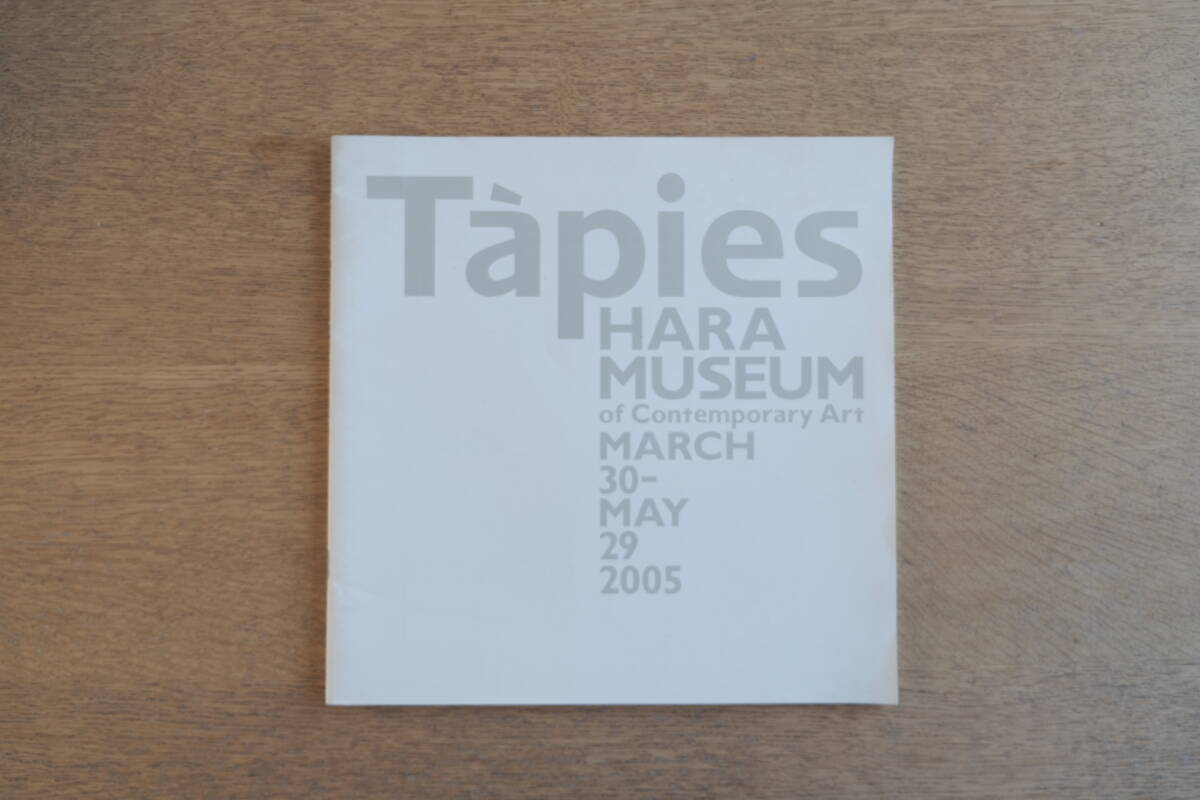 Tàpies
HARA
MUSEUM
of Contemporary Art
MARCH
30-
MAY
29
2005